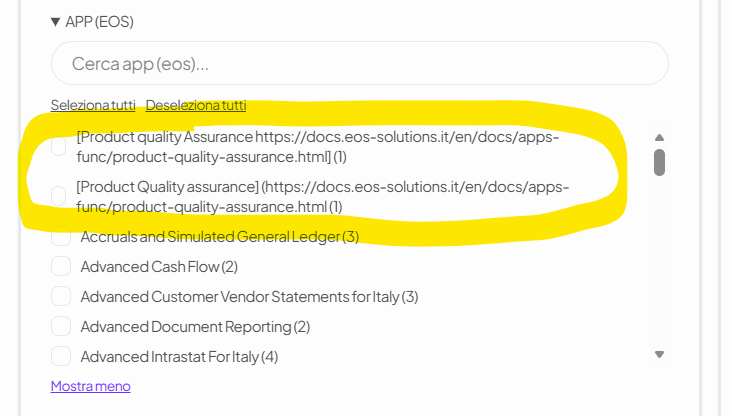 ▼ APP (EOS)
Cerca app (eos)...
Seleziona tutti Deseleziona tutti
[Product quality Assurance https://docs.eos-solutions.it/en/docs/apps-
func/product-quality-assurance.html] (1)
[Product Quality assurance] (https://docs.eos-solutions.it/en/docs/apps-
func/product-quality-assurance.html (1)
Accruals and Simulated General Ledger (3)
Advanced Cash Flow (2)
Advanced Customer Vendor Statements for Italy (3)
Advanced Document Reporting (2)
Advanced Intrastat For Italy (4)
Mostra meno